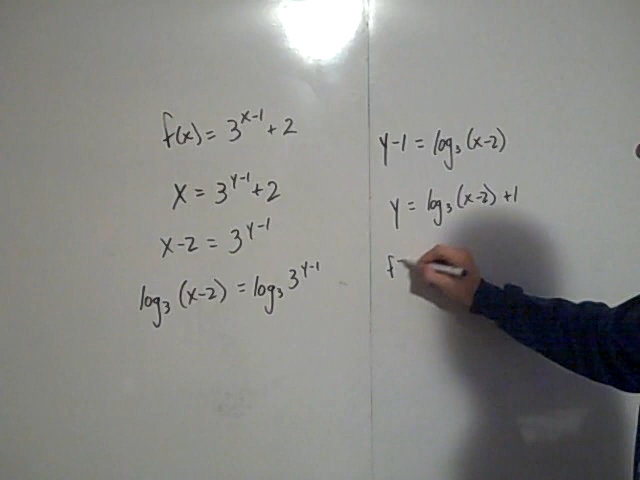 f(x) = 3^{x-1} + 2
x = 3^{y-1} + 2
x-2 = 3^{y-1}
log₃ (x-2) = log₃ 3^{y-1}
y-1 = log₃ (x-2)
y = log₃ (x-2) + 1
f⁻